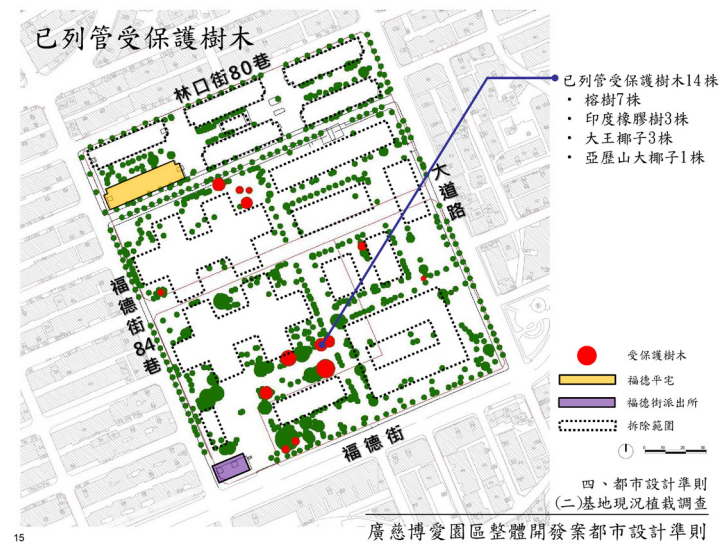 已列管受保護樹木
林口街80巷
已列管受保護樹木14株
• 榕樹7株
• 印度橡膠樹3株
• 大王椰子3株
• 亞歷山大椰子1株
大道路
福德街84巷
福德街
受保護樹木
福德平宅
福德街派出所
拆除範圍
四、都市設計準則
(二)基地現況植栽調查
廣慈博愛園區整體開發案都市設計準則
15